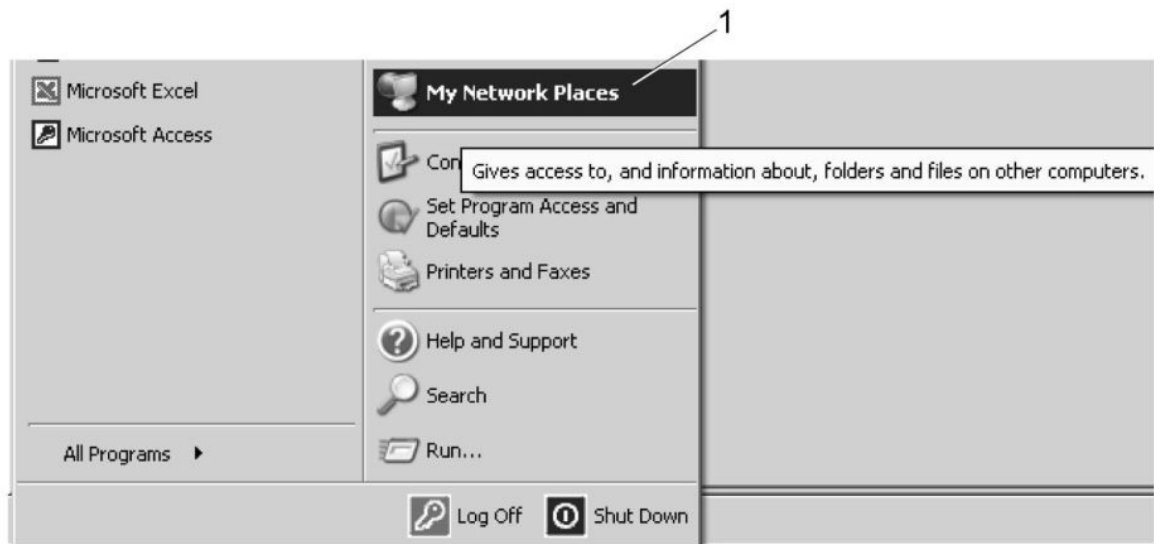 1
Microsoft Excel
My Network Places
Microsoft Access
Con
Gives access to, and information about, folders and files on other computers.
Set Program Access and
Defaults
Printers and Faxes
Help and Support
Search
All Programs
Run...
Log Off
Shut Down